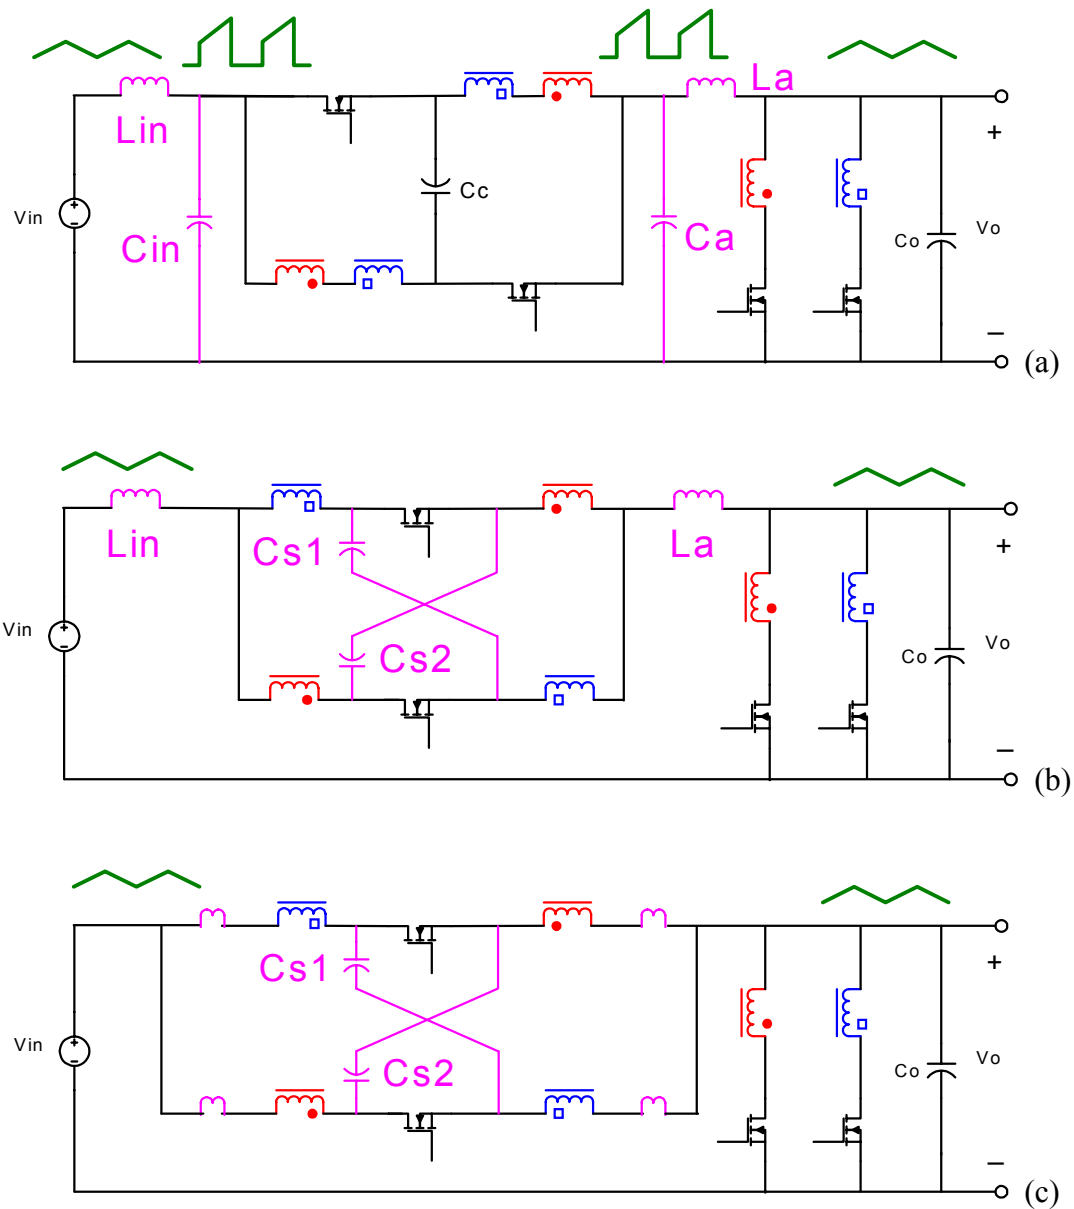 La
Lin
Cc
Vin
Cin
Ca
Co
Vo
+
−
(a)
Lin
Cs1
La
+
Vin
Cs2
Co
Vo
−
(b)
Cs1
+
Vin
Cs2
Co
Vo
−
(c)